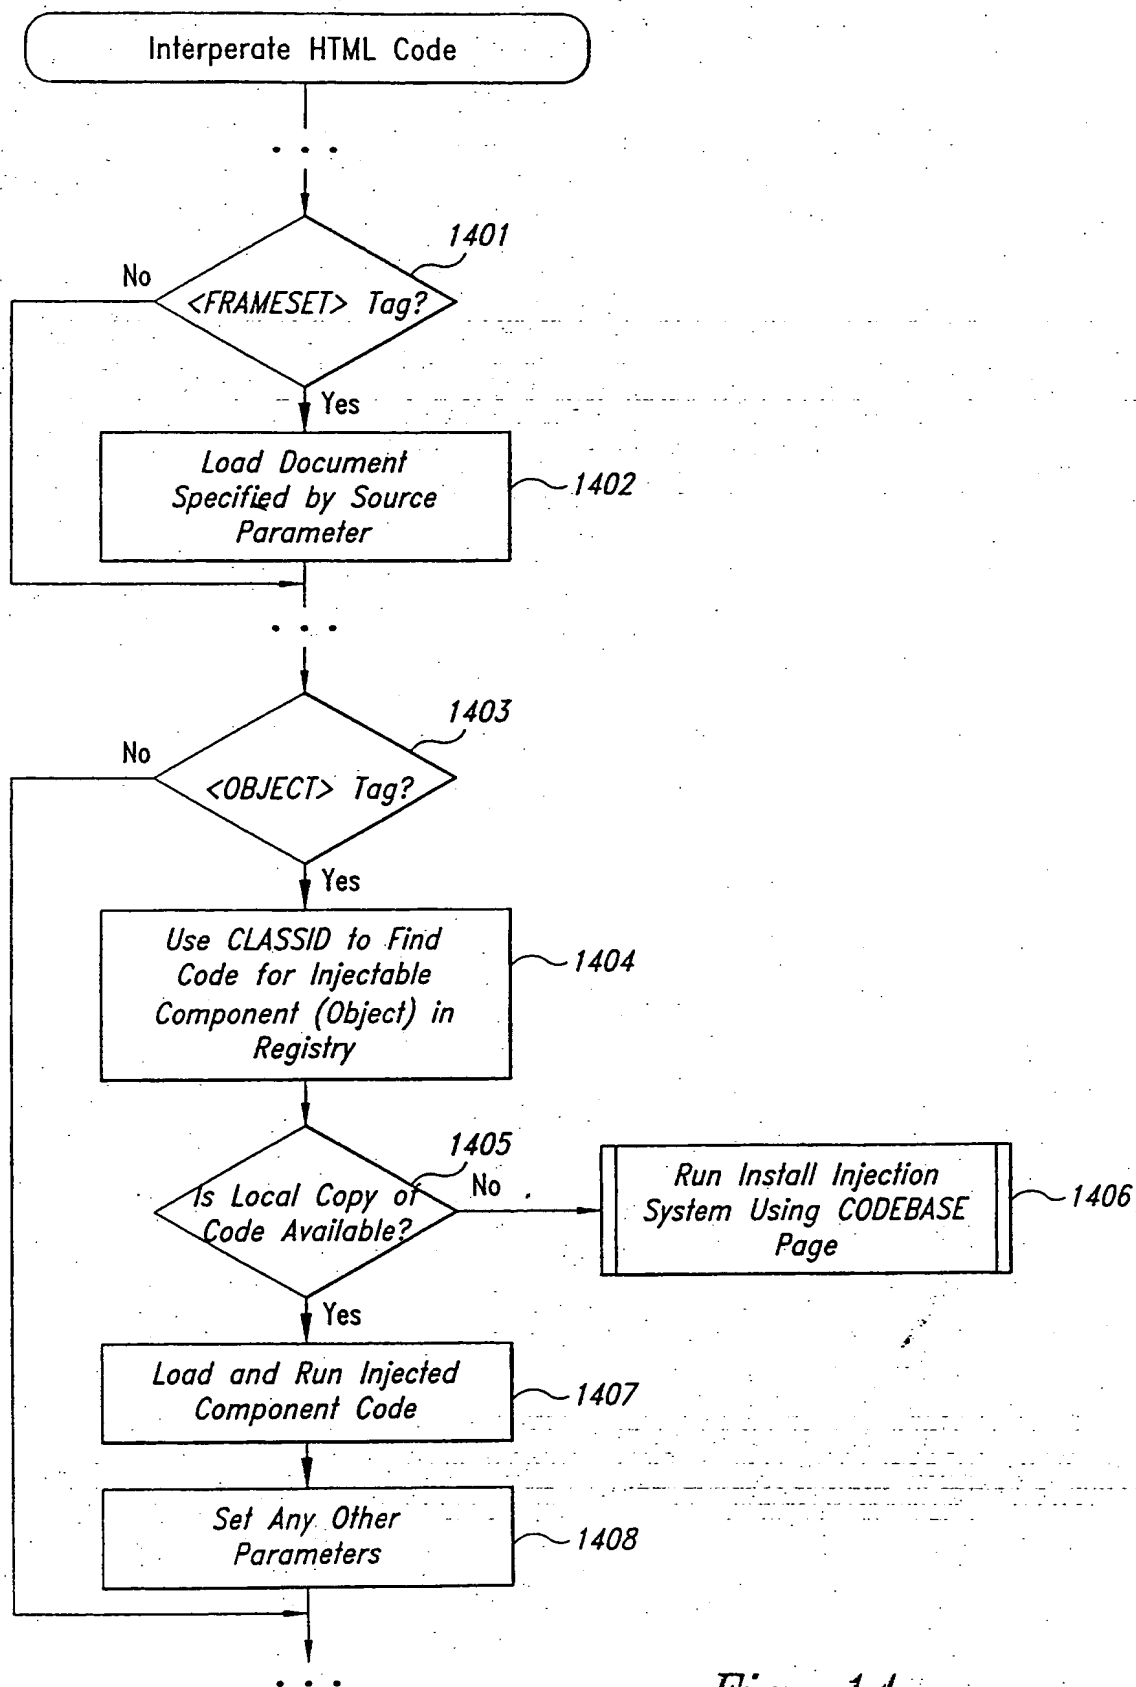 Interperate HTML Code
. . .
1401
No
<FRAMESET> Tag?
Yes
Load Document
Specified by Source
Parameter
1402
. . .
1403
No
<OBJECT> Tag?
Yes
Use CLASSID to Find
Code for Injectable
Component (Object) in
Registry
1404
1405
Is Local Copy of
Code Available?
No
Run Install Injection
System Using CODEBASE
Page
1406
Yes
Load and Run Injected
Component Code
1407
Set Any Other
Parameters
1408
. . .
Fig. 14